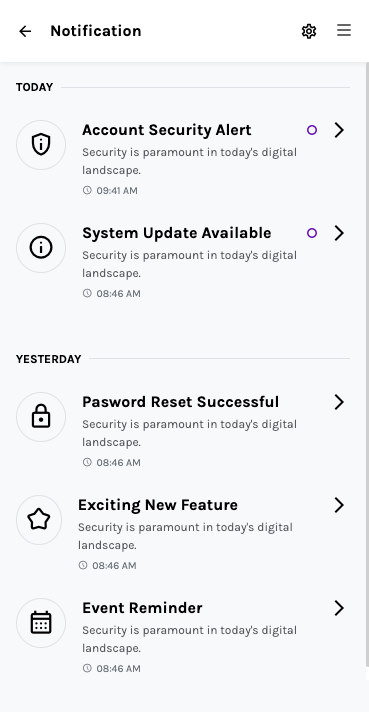 Notification
TODAY
Account Security Alert
Security is paramount in today's digital
landscape.
09:41 AM
System Update Available
Security is paramount in today's digital
landscape.
08:46 AM
YESTERDAY
Pasword Reset Successful
Security is paramount in today's digital
landscape.
08:46 AM
Exciting New Feature
Security is paramount in today's digital
landscape.
08:46 AM
Event Reminder
Security is paramount in today's digital
landscape.
08:46 AM